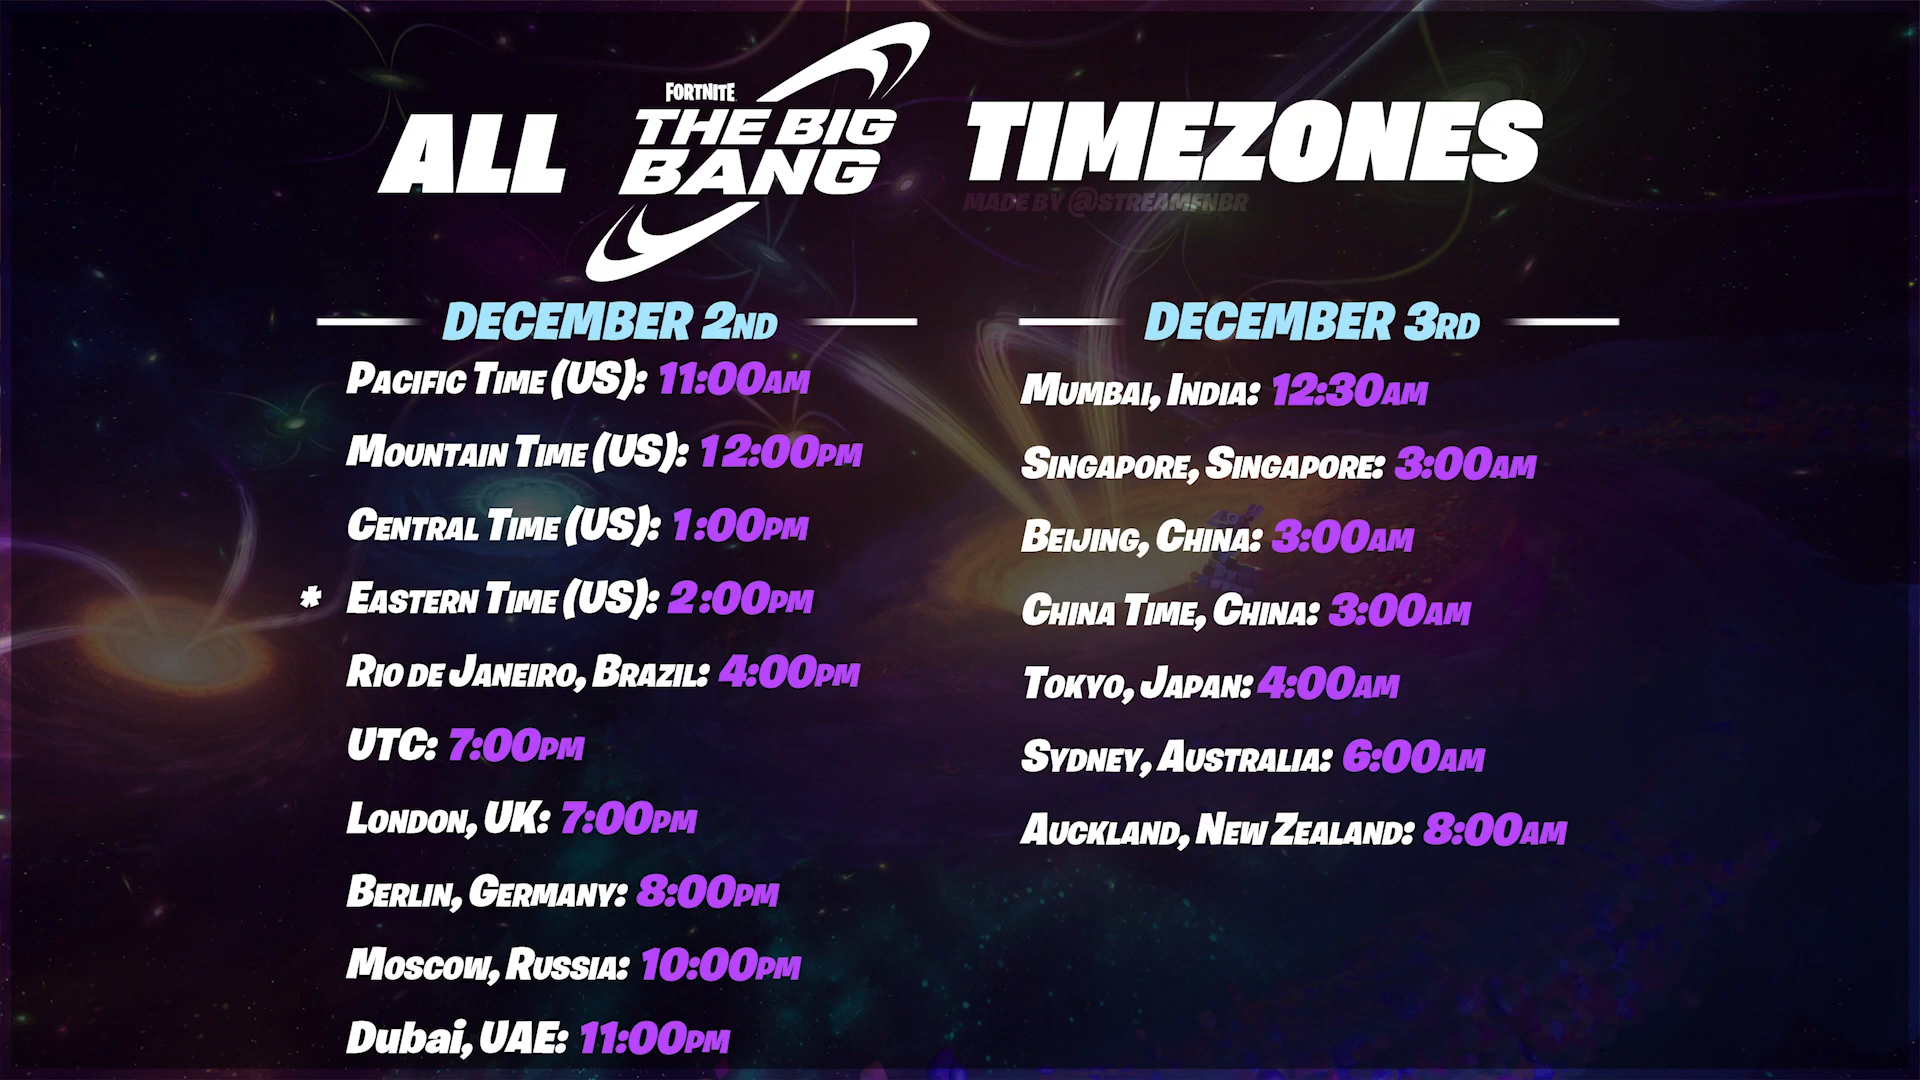 ALL FORTNITE TIMEZONES
THE BIG
BANG
MADE BY @STREAMFNBR
DECEMBER 2ND
PACIFIC TIME (US): 11:00AM
MOUNTAIN TIME (US): 12:00PM
CENTRAL TIME (US): 1:00PM
* EASTERN TIME (US): 2:00PM
RIO DE JANEIRO, BRAZIL: 4:00PM
UTC: 7:00PM
LONDON, UK: 7:00PM
BERLIN, GERMANY: 8:00PM
MOSCOW, RUSSIA: 10:00PM
Dubai, UAE: 11:00PM
DECEMBER 3RD
MUMBAI, INDIA: 12:30AM
SINGAPORE, SINGAPORE: 3:00AM
BEIJING, CHINA: 3:00AM
CHINA TIME, CHINA: 3:00AM
TOKYO, JAPAN: 4:00AM
SYDNEY, AUSTRALIA: 6:00AM
AUCKLAND, NEW ZEALAND: 8:00AM